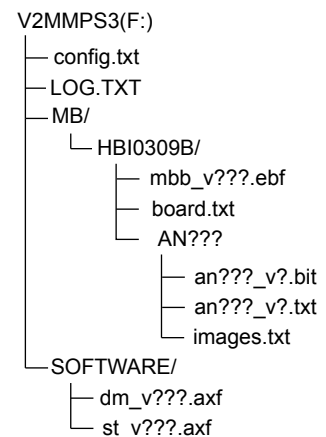 V2MMPS3(F:)
config.txt
LOG.TXT
MB/
HBI0309B/
mbb_v???.ebf
board.txt
AN???
an???_v?.bit
an???_v?.txt
images.txt
SOFTWARE/
dm_v???.axf
st_v???.axf